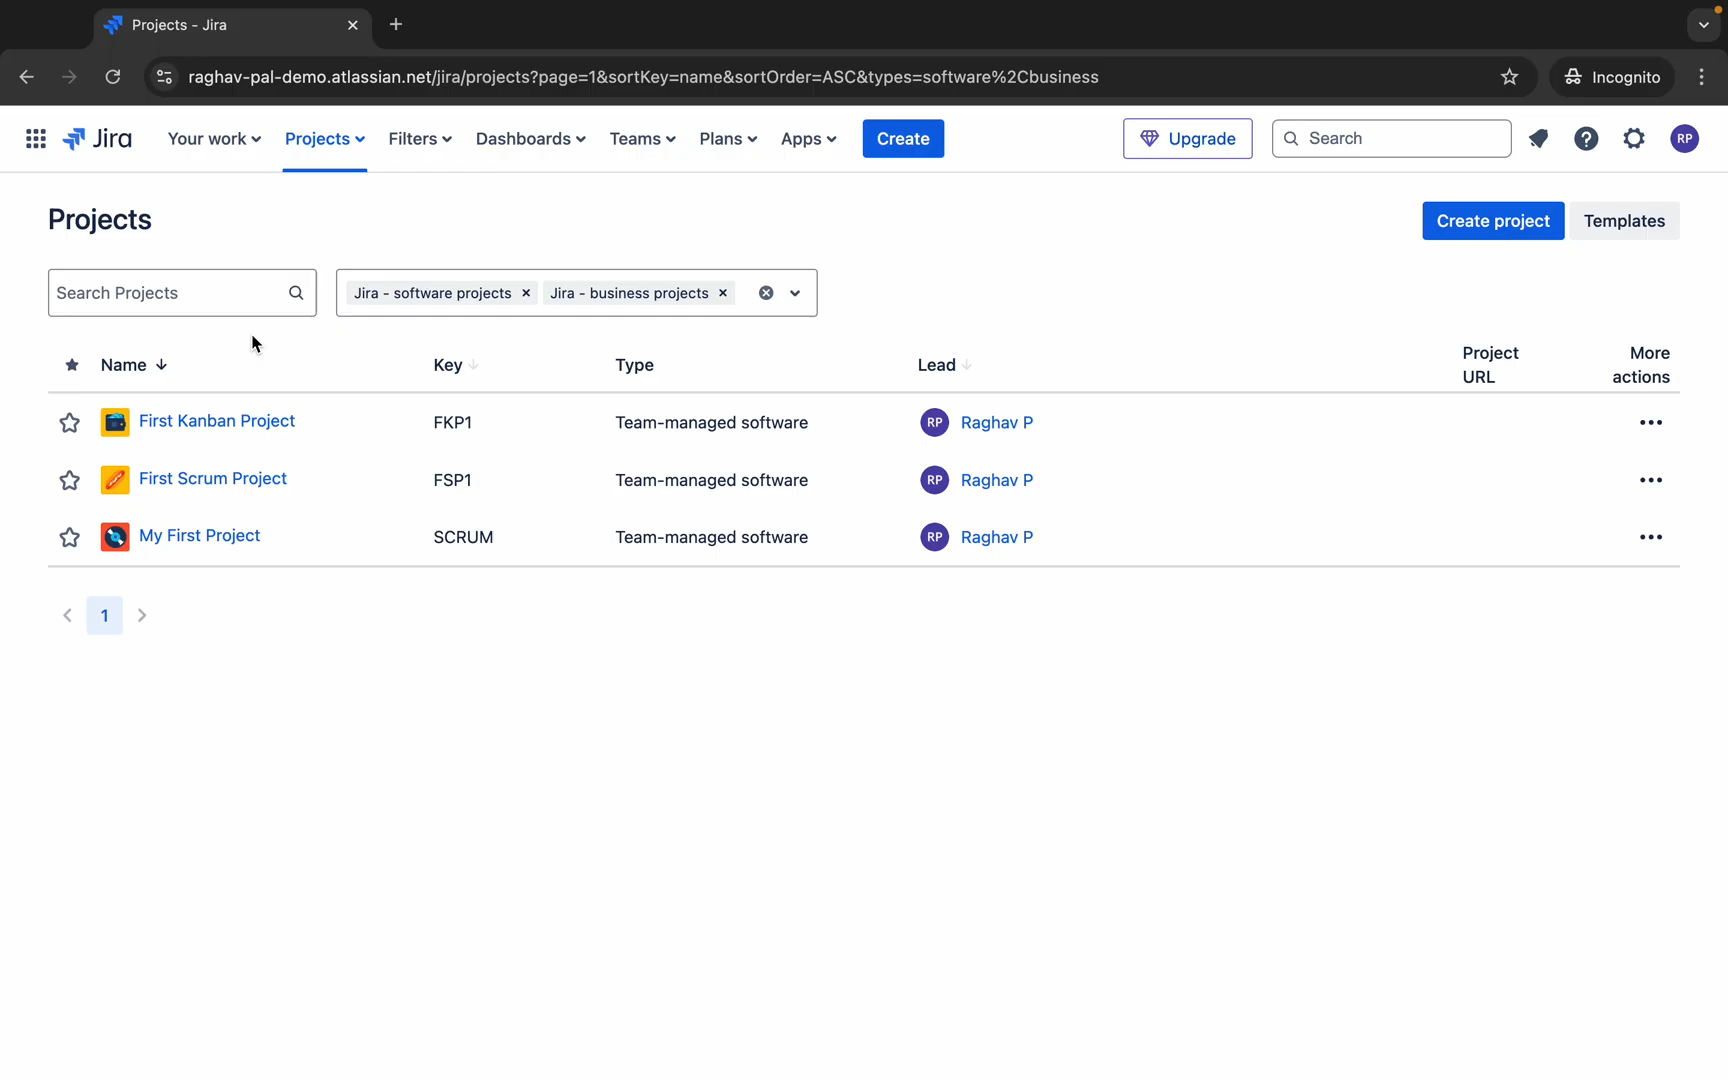 Projects - Jira
raghav-pal-demo.atlassian.net/jira/projects?page=1&sortKey=name&sortOrder=ASC&types=software%2Cbusiness
Incognito
Jira Your work Projects Filters Dashboards Teams Plans Apps Create Upgrade Search RP
Projects
Create project Templates
Search Projects Jira - software projects Jira - business projects
Name Key Type Lead Project URL More actions
First Kanban Project FKP1 Team-managed software RP Raghav P
First Scrum Project FSP1 Team-managed software RP Raghav P
My First Project SCRUM Team-managed software RP Raghav P
1